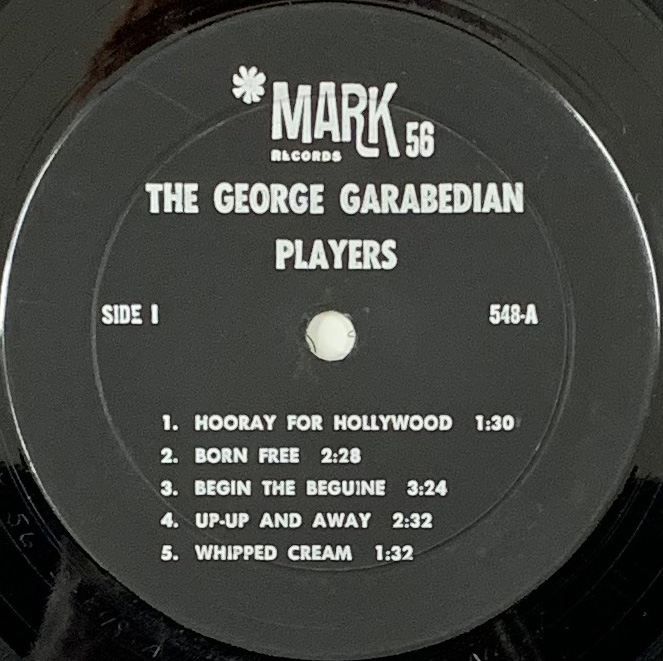 MARK 56
RECORDS
THE GEORGE GARABEDIAN
PLAYERS
SIDE 1 548-A
1. HOORAY FOR HOLLYWOOD 1:30
2. BORN FREE 2:28
3. BEGIN THE BEGUINE 3:24
4. UP-UP AND AWAY 2:32
5. WHIPPED CREAM 1:32